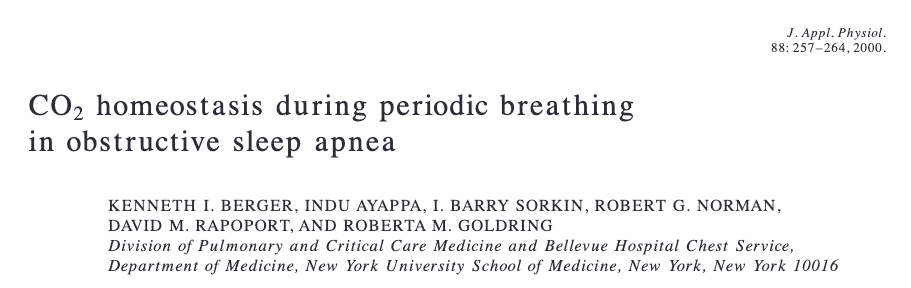 J. Appl. Physiol.
88: 257–264, 2000.
CO₂ homeostasis during periodic breathing
in obstructive sleep apnea
KENNETH I. BERGER, INDU AYAPPA, I. BARRY SORKIN, ROBERT G. NORMAN,
DAVID M. RAPOPORT, AND ROBERTA M. GOLDRING
Division of Pulmonary and Critical Care Medicine and Bellevue Hospital Chest Service,
Department of Medicine, New York University School of Medicine, New York, New York 10016